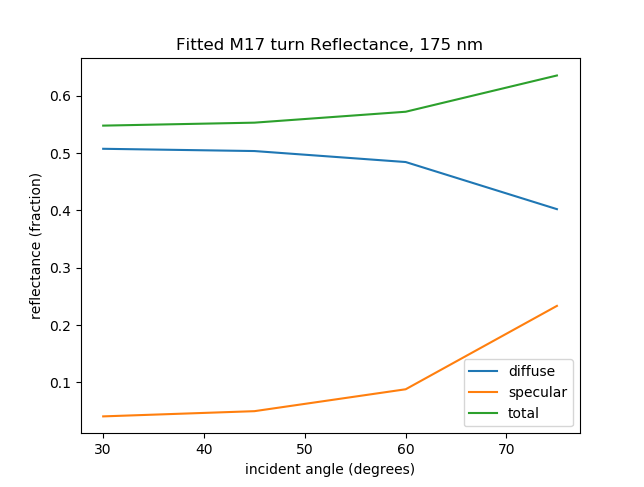 Fitted M17 turn Reflectance, 175 nm
reflectance (fraction)
0.6
0.5
0.4
0.3
0.2
0.1
30
40
50
60
70
incident angle (degrees)
diffuse
specular
total